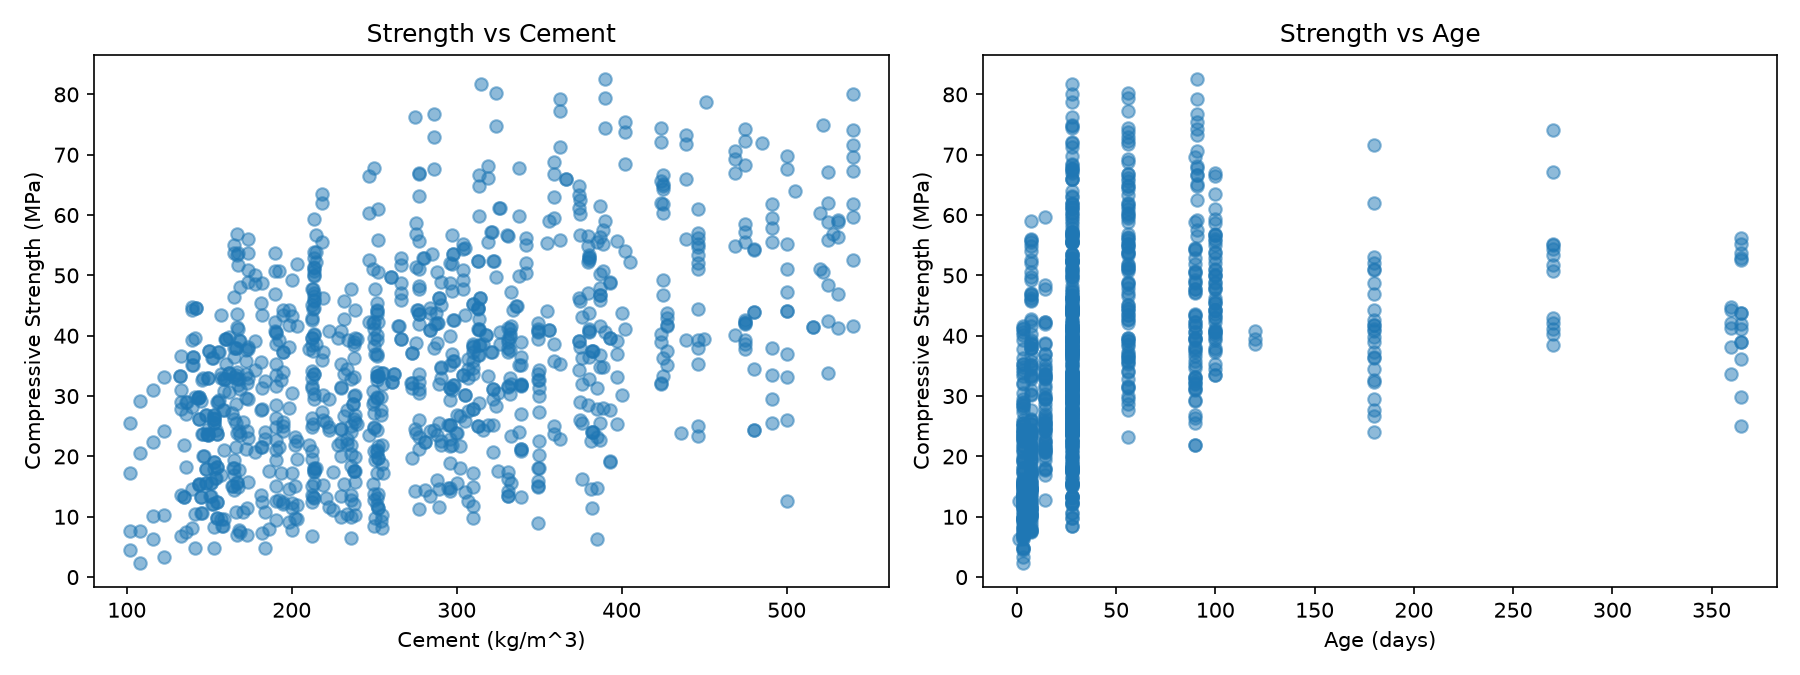 Strength vs Cement
80
70
60
50
40
30
20
10
0
Compressive Strength (MPa)
100 200 300 400 500
Cement (kg/m^3)
Strength vs Age
80
70
60
50
40
30
20
10
0
Compressive Strength (MPa)
0 50 100 150 200 250 300 350
Age (days)